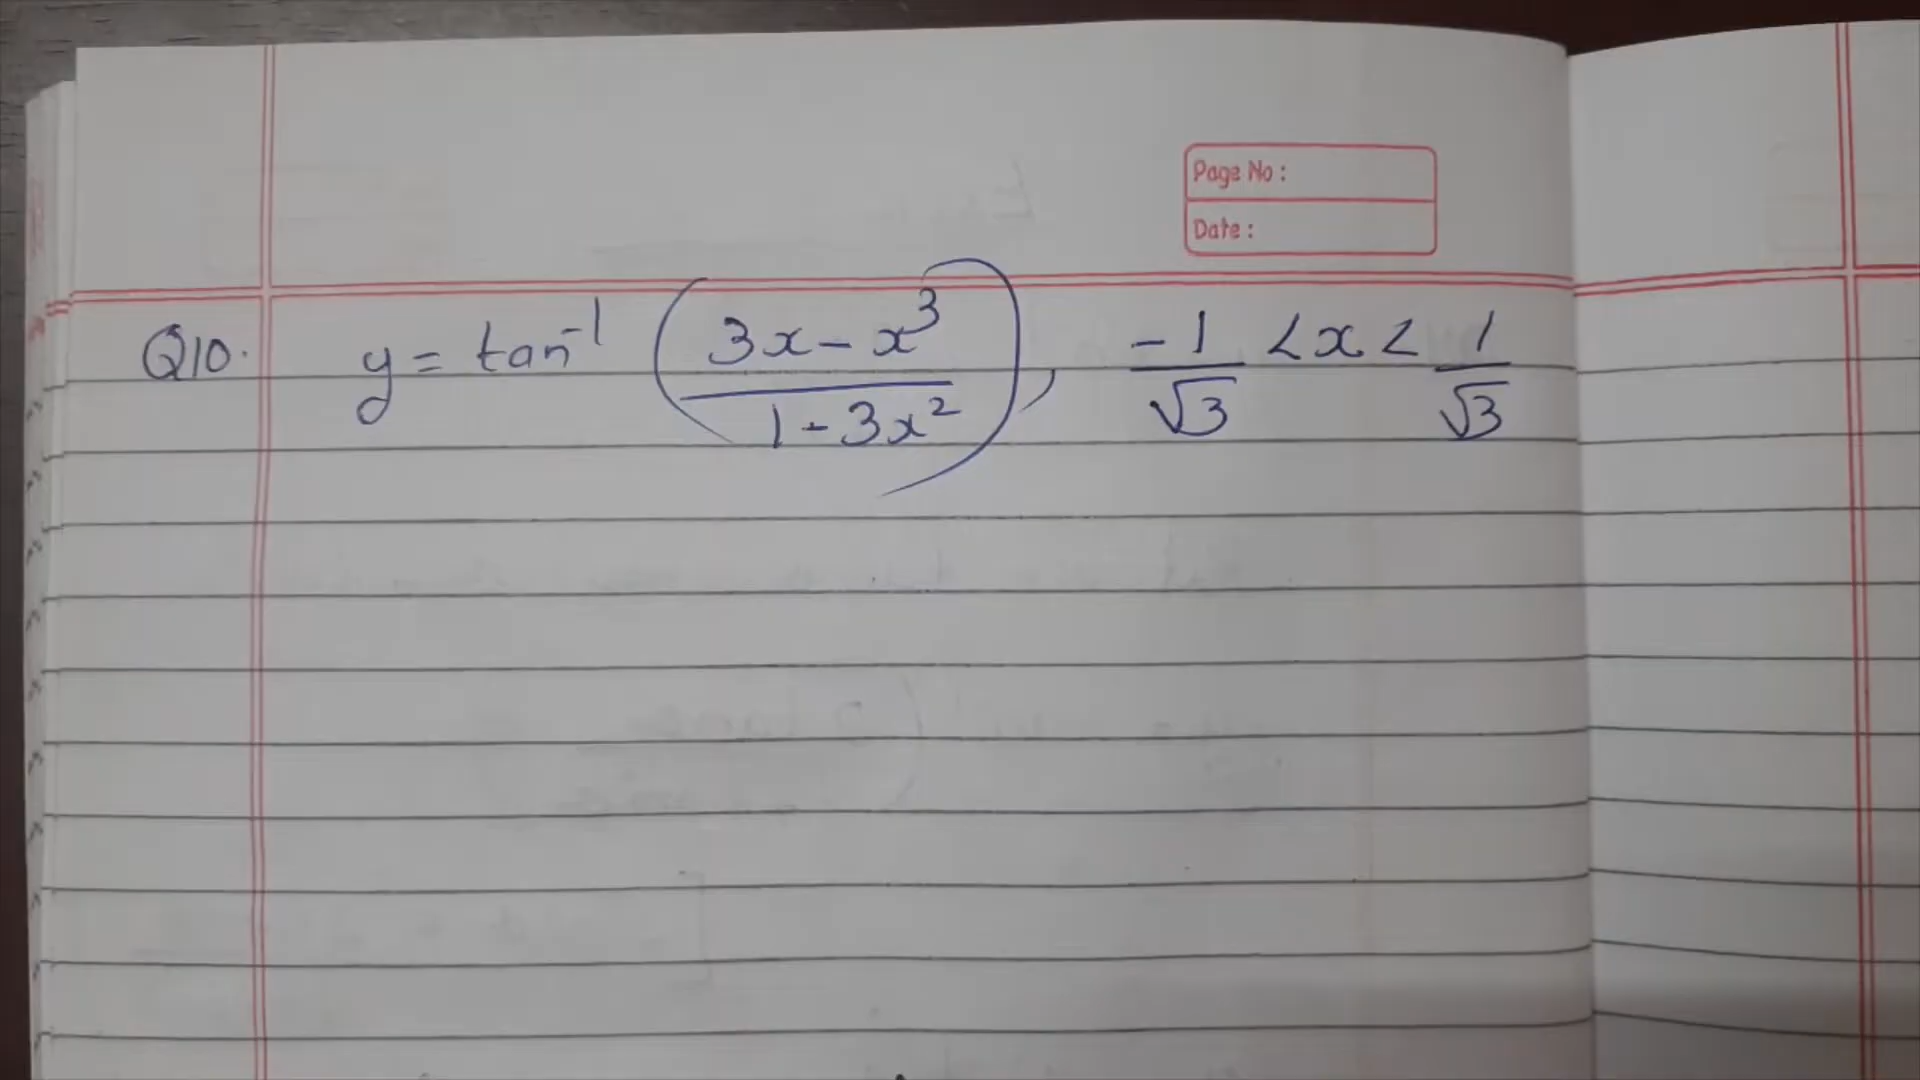 Page No :
Date :
Q10. y = tan⁻¹ (3x - x³ / 1 - 3x²), -1/√3 < x < 1/√3